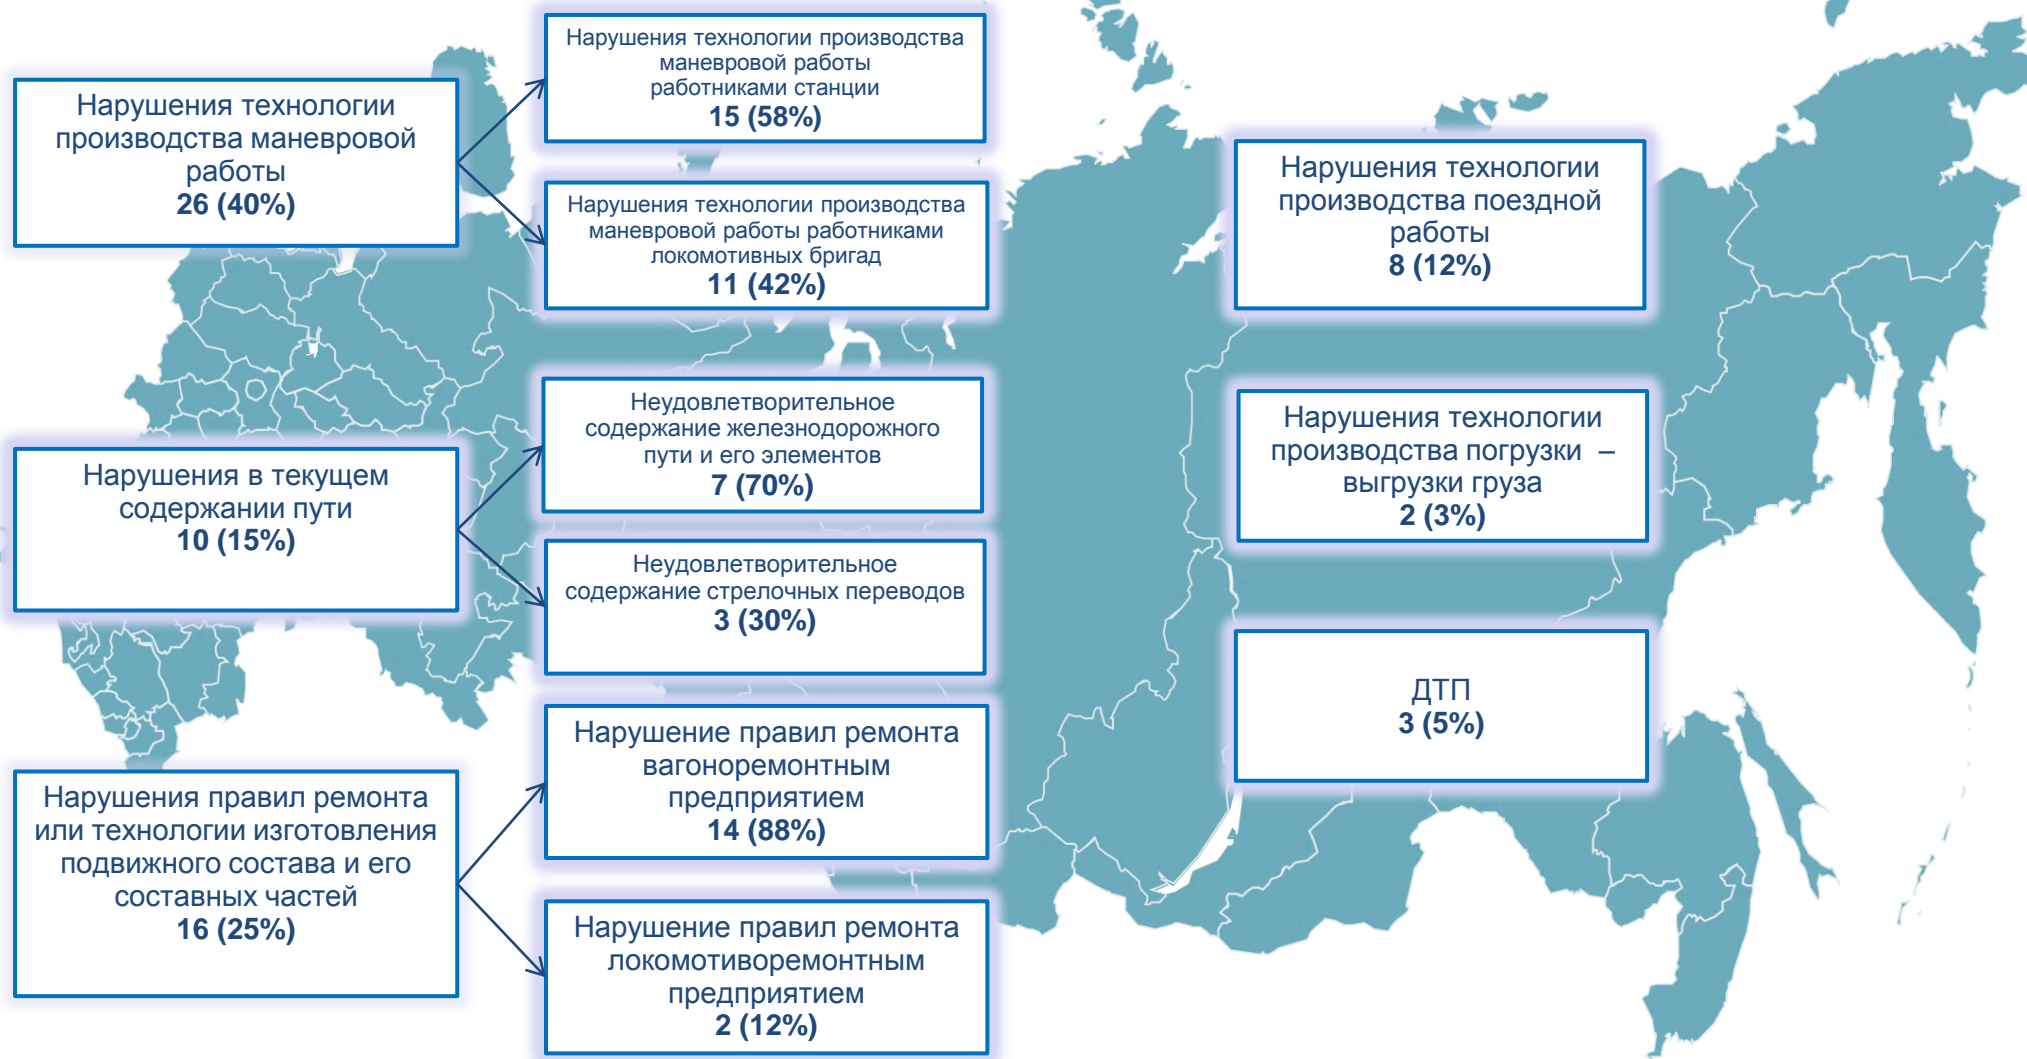 Нарушения технологии
производства маневровой
работы
26 (40%)
Нарушения технологии производства
маневровой работы
работниками станции
15 (58%)
Нарушения технологии производства
маневровой работы работниками
локомотивных бригад
11 (42%)
Нарушения в текущем
содержании пути
10 (15%)
Неудовлетворительное
содержание железнодорожного
пути и его элементов
7 (70%)
Неудовлетворительное
содержание стрелочных переводов
3 (30%)
Нарушения правил ремонта
или технологии изготовления
подвижного состава и его
составных частей
16 (25%)
Нарушение правил ремонта
вагоноремонтным
предприятием
14 (88%)
Нарушение правил ремонта
локомотиворемонтным
предприятием
2 (12%)
Нарушения технологии
производства поездной
работы
8 (12%)
Нарушения технологии
производства погрузки –
выгрузки груза
2 (3%)
ДТП
3 (5%)